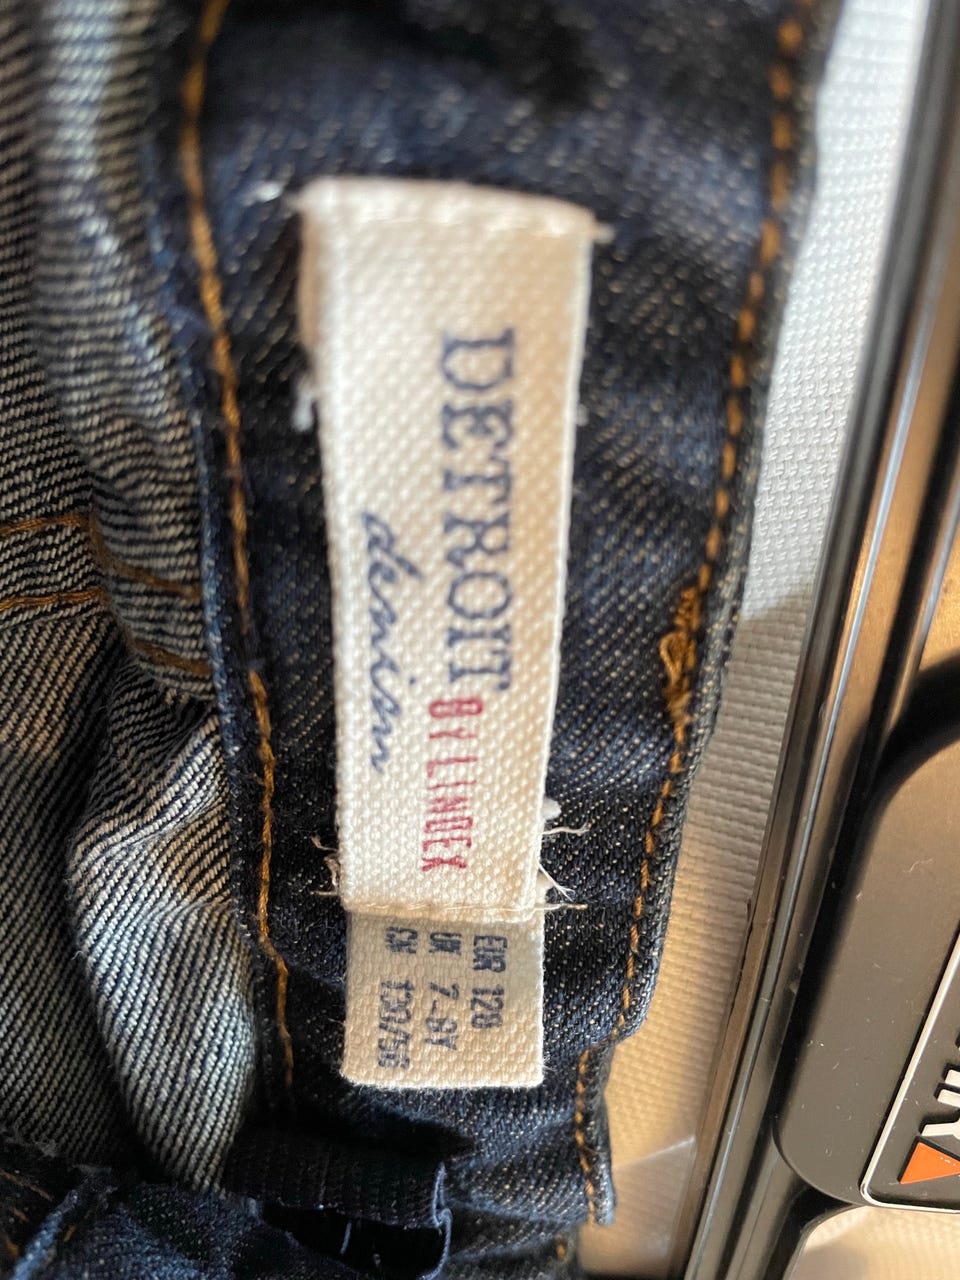 DETROIT
BY LINDEX
denim
EUR 128
UK 7-8Y
CN 130/56